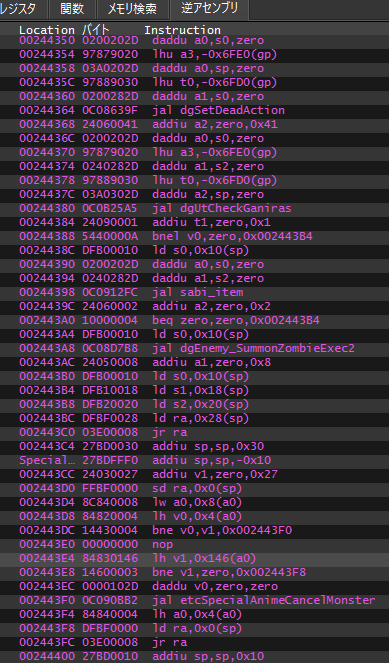 レジスタ 関数 メモリ検索 逆アセンブリ
Location バイト Instruction
00244350 0200202D daddu a0,s0,zero
00244354 97879020 lhu a3,-0x6FE0(gp)
00244358 03A0202D daddu a0,sp,zero
0024435C 97889030 lhu t0,-0x6FD0(gp)
00244360 0200282D daddu a1,s0,zero
00244364 0C08639F jal dgSetDeadAction
00244368 24060041 addiu a2,zero,0x41
0024436C 0200202D daddu a0,s0,zero
00244370 97879020 lhu a3,-0x6FE0(gp)
00244374 0240282D daddu a1,s2,zero
00244378 97889030 lhu t0,-0x6FD0(gp)
0024437C 03A0302D daddu a2,sp,zero
00244380 0C0B25A5 jal dgUtCheckGaniras
00244384 24090001 addiu t1,zero,0x1
00244388 5440000A bnel v0,zero,0x002443B4
0024438C DFB00010 ld s0,0x10(sp)
00244390 0200202D daddu a0,s0,zero
00244394 0240282D daddu a1,s2,zero
00244398 0C0912FC jal sabi_item
0024439C 24060002 addiu a2,zero,0x2
002443A0 10000004 beq zero,zero,0x002443B4
002443A4 DFB00010 ld s0,0x10(sp)
002443A8 0C08D7B8 jal dgEnemy_SummonZombieExec2
002443AC 24050008 addiu a1,zero,0x8
002443B0 DFB00010 ld s0,0x10(sp)
002443B4 DFB10018 ld s1,0x18(sp)
002443B8 DFB20020 ld s2,0x20(sp)
002443BC DFBF0028 ld ra,0x28(sp)
002443C0 03E00008 jr ra
002443C4 27BD0030 addiu sp,sp,0x30
Special... 27BDFFF0 addiu sp,sp,-0x10
002443CC 24030027 addiu v1,zero,0x27
002443D0 FFBF0000 sd ra,0x0(sp)
002443D4 8C840008 lw a0,0x8(a0)
002443D8 84820004 lh v0,0x4(a0)
002443DC 14430004 bne v0,v1,0x002443F0
002443E0 00000000 nop
002443E4 84830146 lh v1,0x146(a0)
002443E8 14600003 bne v1,zero,0x002443F8
002443EC 0000102D daddu v0,zero,zero
002443F0 0C090BB2 jal etcSpecialAnimeCancelMonster
002443F4 84840004 lh a0,0x4(a0)
002443F8 DFBF0000 ld ra,0x0(sp)
002443FC 03E00008 jr ra
00244400 27BD0010 addiu sp,sp,0x10